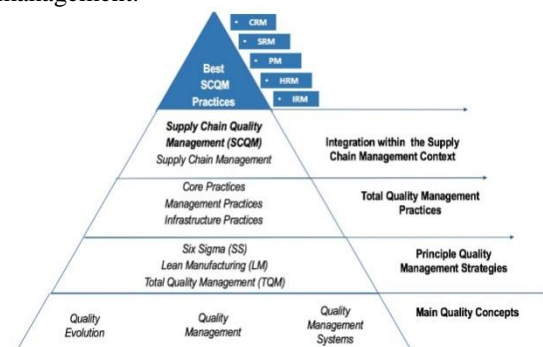 management.
• CRM
• SRM
• PM
• HRM
• IRM
Best
SCQM
Practices
Supply Chain Quality
Management (SCQM)
Supply Chain Management
Integration within the Supply
Chain Management Context
Core Practices
Management Practices
Infrastructure Practices
Total Quality Management
Practices
Six Sigma (SS)
Lean Manufacturing (LM)
Total Quality Management (TQM)
Principle Quality
Management Strategies
Quality
Evolution
Quality
Management
Quality
Management
Systems
Main Quality Concepts